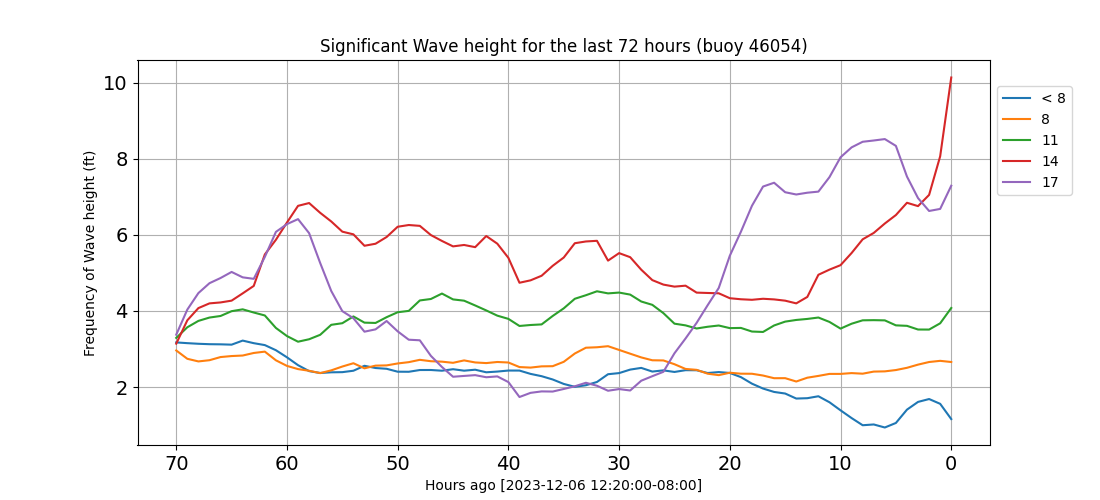 Significant Wave height for the last 72 hours (buoy 46054)
Frequency of Wave height (ft)
10
8
6
4
2
70 60 50 40 30 20 10 0
Hours ago [2023-12-06 12:20:00-08:00]
< 8
8
11
14
17